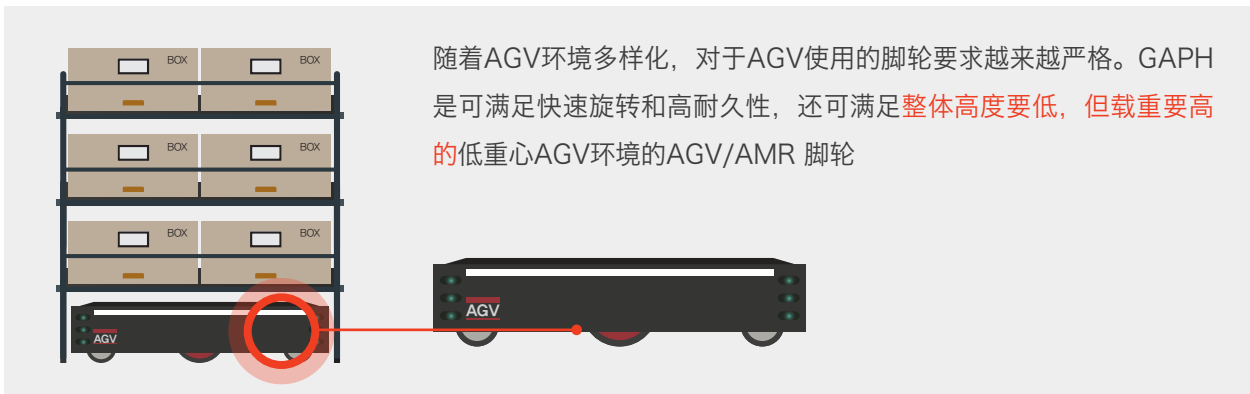 BOX BOX
BOX BOX
BOX BOX
AGV
随着AGV环境多样化，对于AGV使用的脚轮要求越来越严格。GAPH
是可满足快速旋转和高耐久性，还可满足整体高度要低，但载重要高
的低重心AGV环境的AGV/AMR 脚轮
AGV